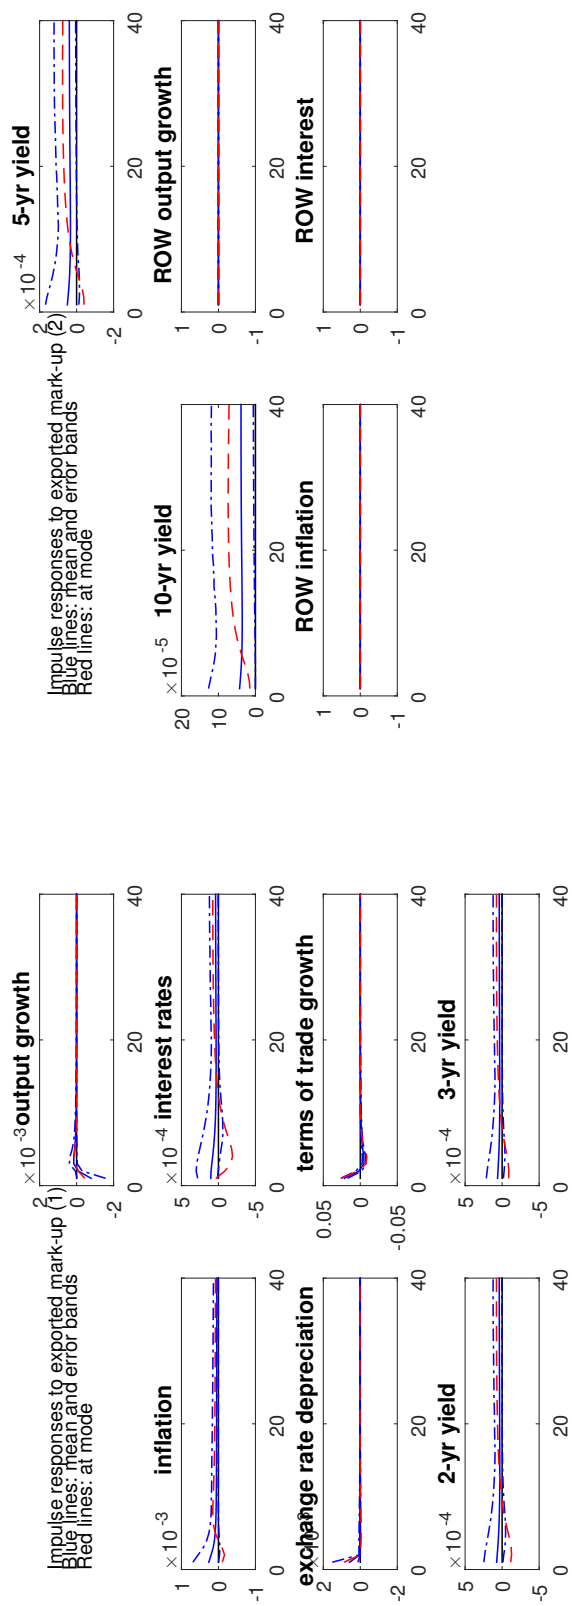 Impulse responses to exported mark-up (1)
Blue lines: mean and error bands
Red lines: at mode
×10^-3 output growth
2
0
-2
0 20 40
inflation
×10^-3
1
0
-1
0 20 40
×10^-4 interest rates
5
0
-5
0 20 40
exchange rate depreciation
2
0
-2
0 20 40
terms of trade growth
0.05
0
-0.05
0 20 40
2-yr yield
×10^-4
5
0
-5
0 20 40
3-yr yield
×10^-4
5
0
-5
0 20 40
Impulse responses to exported mark-up (2)
Blue lines: mean and error bands
Red lines: at mode
5-yr yield
×10^-4
2
0
-2
0 20 40
10-yr yield
×10^-5
20
10
0
0 20 40
ROW output growth
1
0
-1
0 20 40
ROW inflation
1
0
-1
0 20 40
ROW interest
1
0
-1
0 20 40